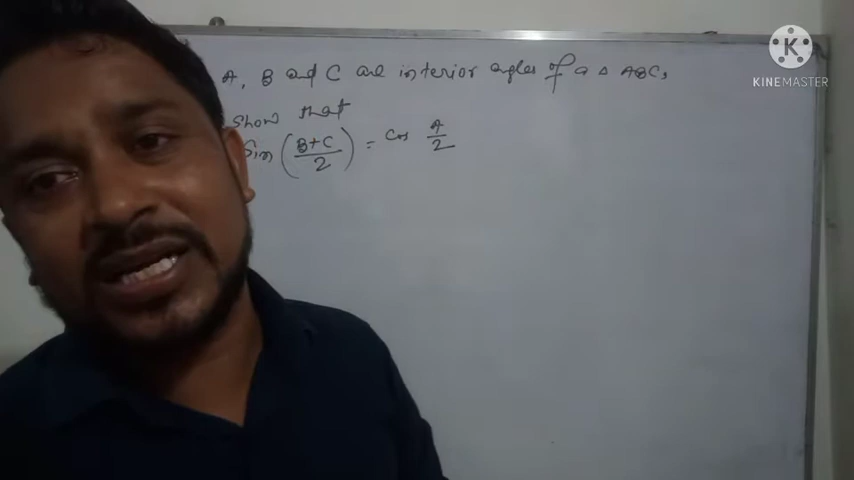 A, B and C are interior angles of a Δ ABC,
show that
Sin (B+C/2) = cos A/2
K
KINEMASTER